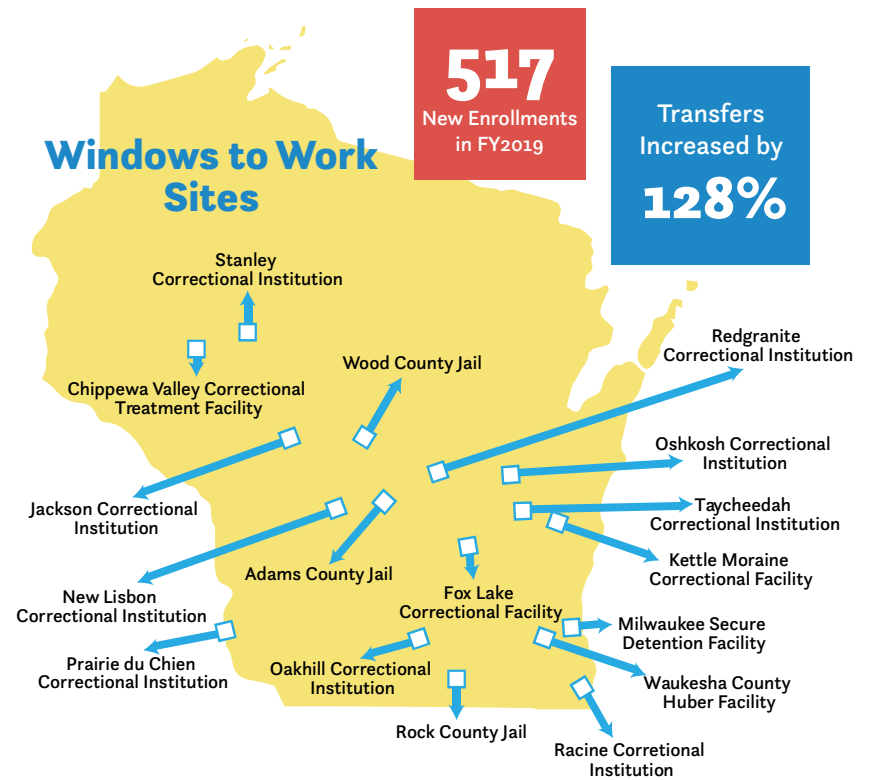 517
New Enrollments
in FY2019
Transfers
Increased by
128%
Windows to Work
Sites
Stanley
Correctional Institution
Chippewa Valley Correctional
Treatment Facility
Wood County Jail
Redgranite
Correctional Institution
Oshkosh Correctional
Institution
Taycheedah
Correctional Institution
Kettle Moraine
Correctional Facility
Jackson Correctional
Institution
Adams County Jail
New Lisbon
Correctional Institution
Fox Lake
Correctional Facility
Milwaukee Secure
Detention Facility
Prairie du Chien
Correctional Institution
Oakhill Correctional
Institution
Waukesha County
Huber Facility
Rock County Jail
Racine Corretional
Institution